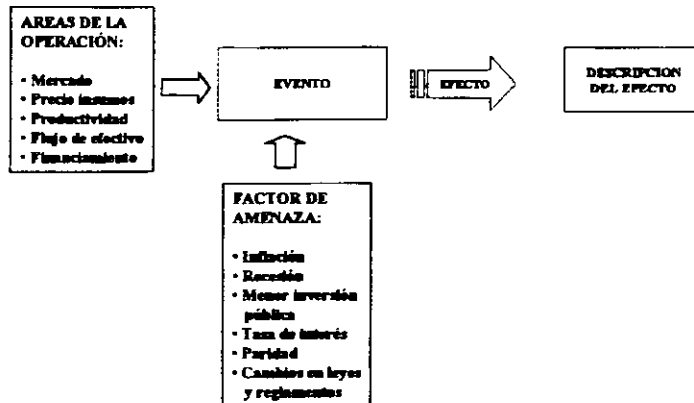 AREAS DE LA
OPERACIÓN:
• Mercado
• Precio insumos
• Productividad
• Flujo de efectivo
• Financiamiento
EVENTO
EFECTO
DESCRIPCION
DEL EFECTO
FACTOR DE
AMENAZA:
• Inflación
• Recesión
• Menor inversión
pública
• Tasa de interés
• Paridad
• Cambios en leyes
y reglamentos